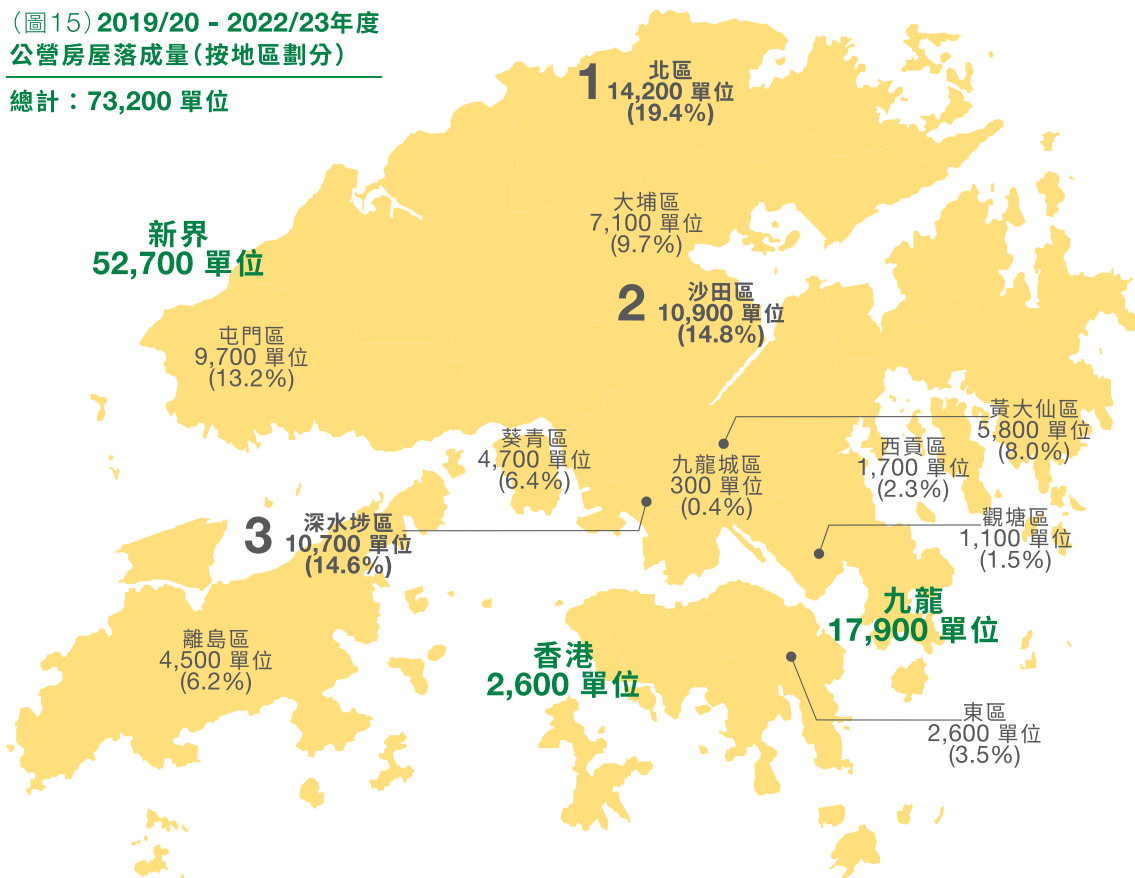 (圖15) 2019/20 - 2022/23年度
公營房屋落成量(按地區劃分)
總計：73,200 單位
1
北區
14,200 單位
(19.4%)
大埔區
7,100 單位
(9.7%)
新界
52,700 單位
2
沙田區
10,900 單位
(14.8%)
屯門區
9,700 單位
(13.2%)
黃大仙區
5,800 單位
(8.0%)
葵青區
4,700 單位
(6.4%)
西貢區
1,700 單位
(2.3%)
九龍城區
300 單位
(0.4%)
3
深水埗區
10,700 單位
(14.6%)
觀塘區
1,100 單位
(1.5%)
九龍
17,900 單位
離島區
4,500 單位
(6.2%)
香港
2,600 單位
東區
2,600 單位
(3.5%)